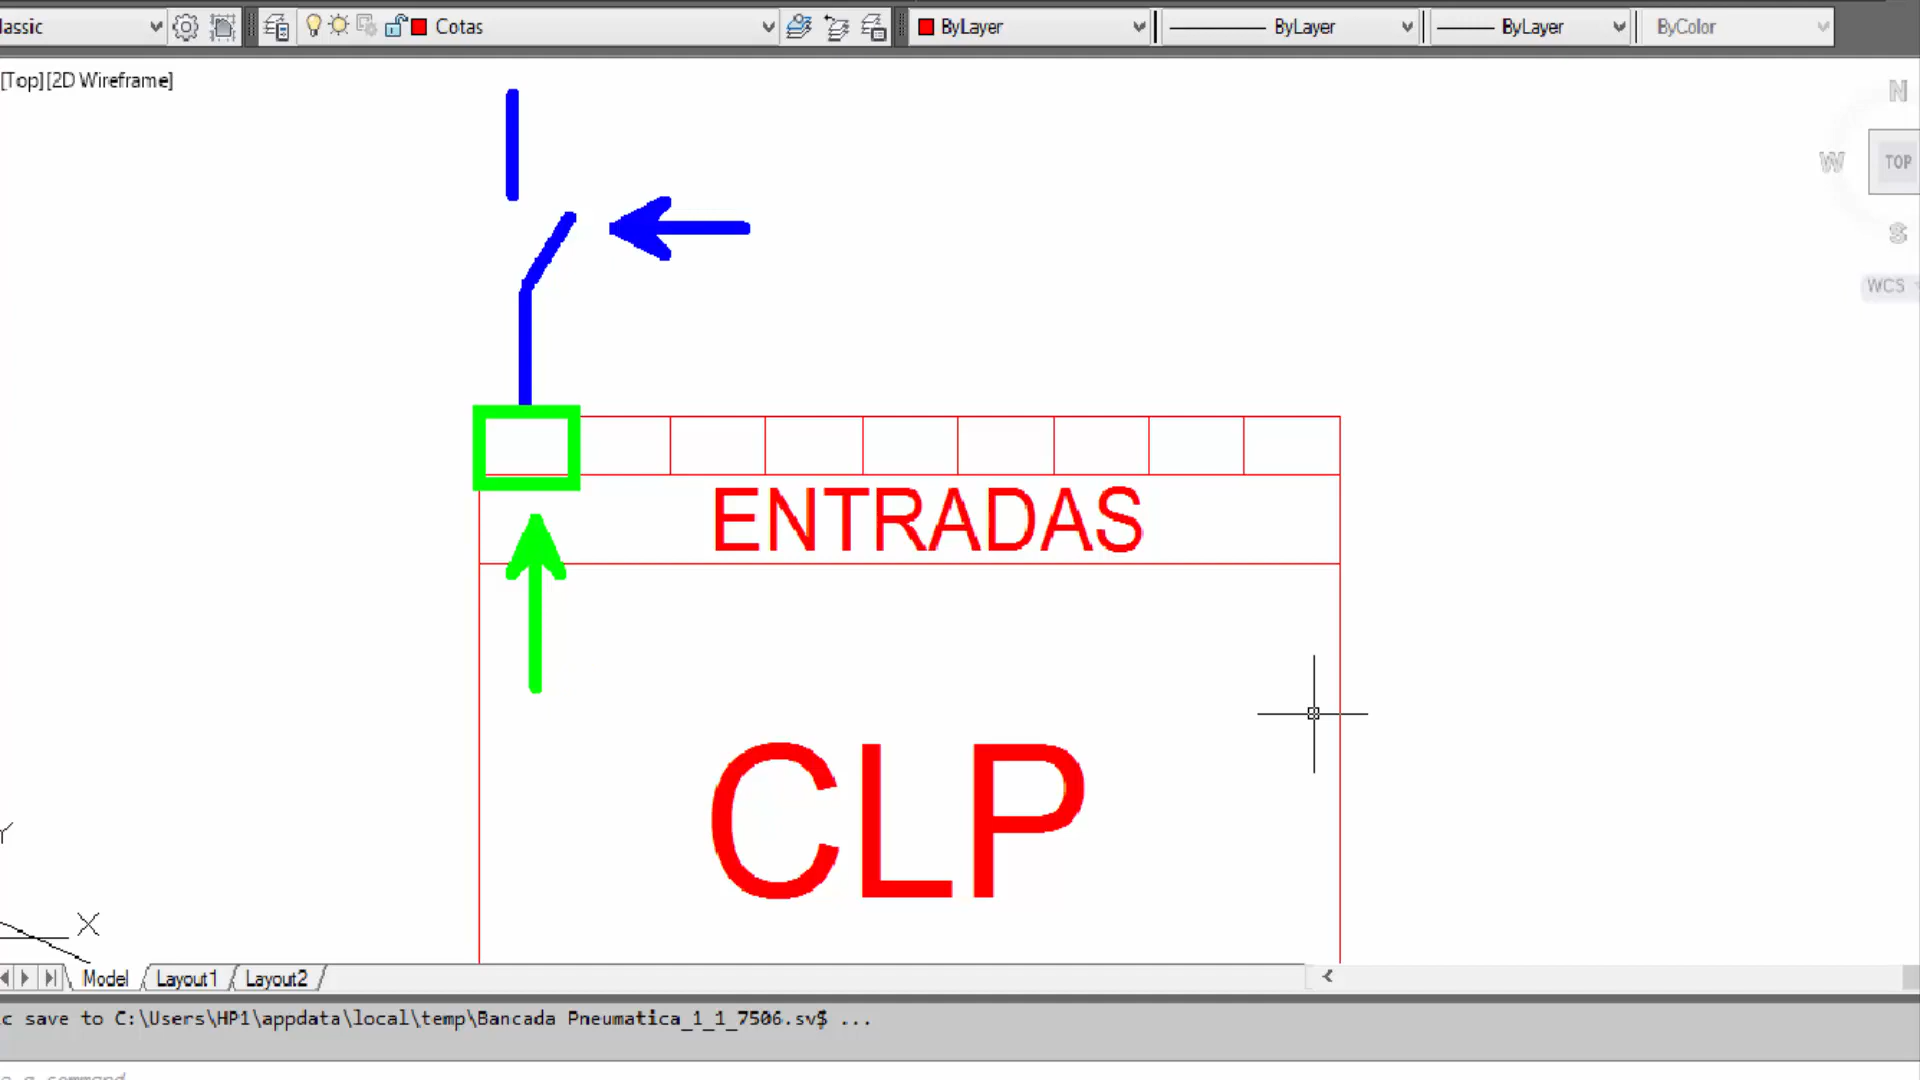 lassic
Cotas
ByLayer
ByLayer
ByLayer
ByColor
[Top][2D Wireframe]
N
W
TOP
S
WCS
ENTRADAS
CLP
Y
X
Model
Layout1
Layout2
c save to C:\Users\HP1\appdata\local\temp\Bancada Pneumatica_1_1_7506.sv$ ...
a command